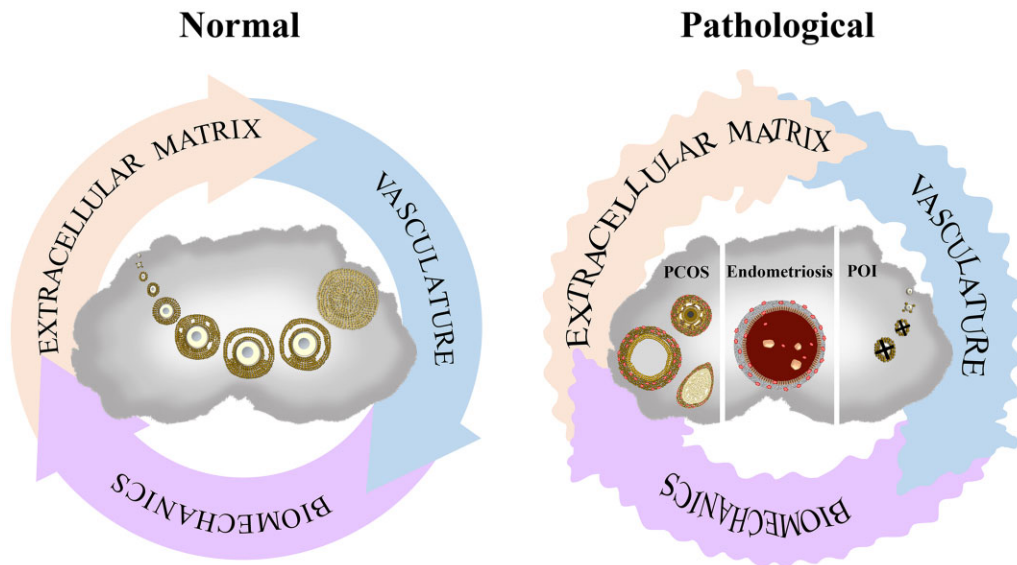 Normal
EXTRACELLULAR MATRIX
VASCULATURE
BIOMECHANICS
Pathological
EXTRACELLULAR MATRIX
VASCULATURE
BIOMECHANICS
PCOS
Endometriosis
POI